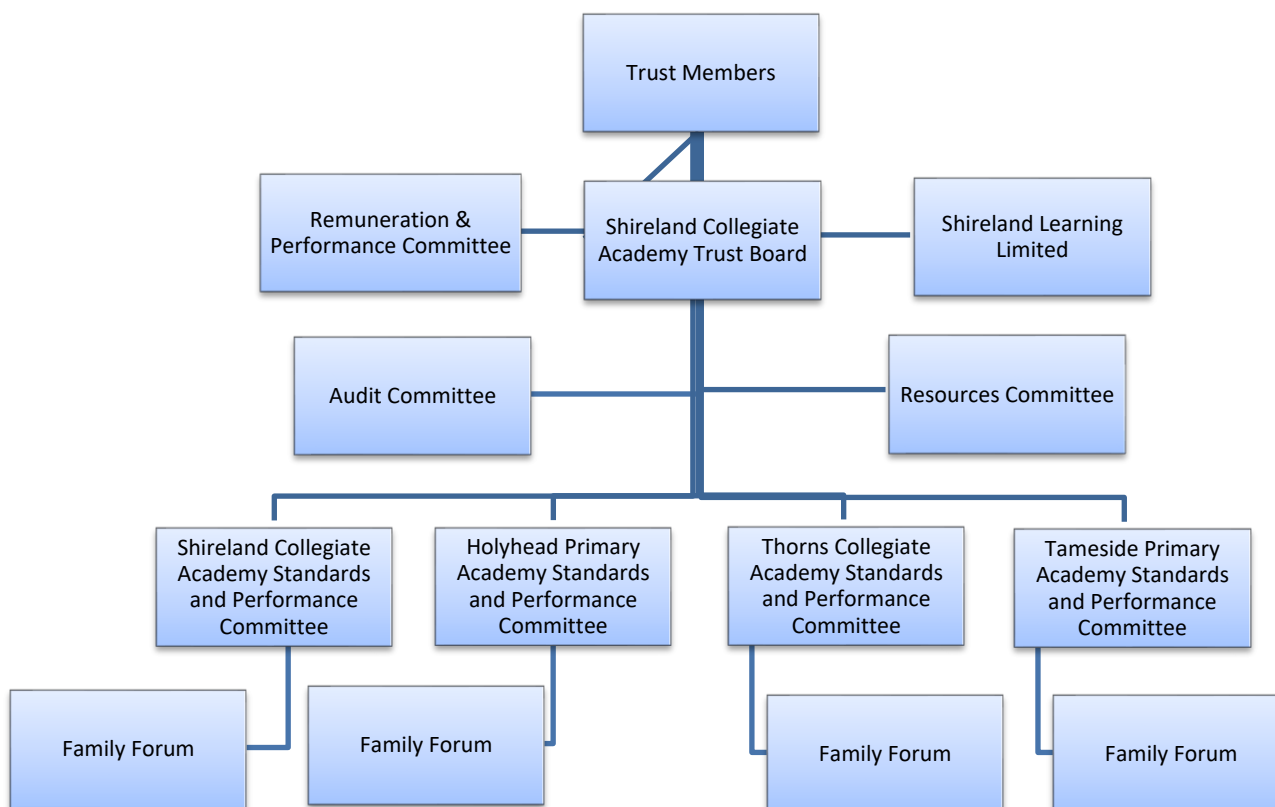 Trust Members
Remuneration &
Performance Committee
Shireland Collegiate
Academy Trust Board
Shireland Learning
Limited
Audit Committee
Resources Committee
Shireland Collegiate
Academy Standards
and Performance
Committee
Holyhead Primary
Academy Standards
and Performance
Committee
Thorns Collegiate
Academy Standards
and Performance
Committee
Tameside Primary
Academy Standards
and Performance
Committee
Family Forum
Family Forum
Family Forum
Family Forum